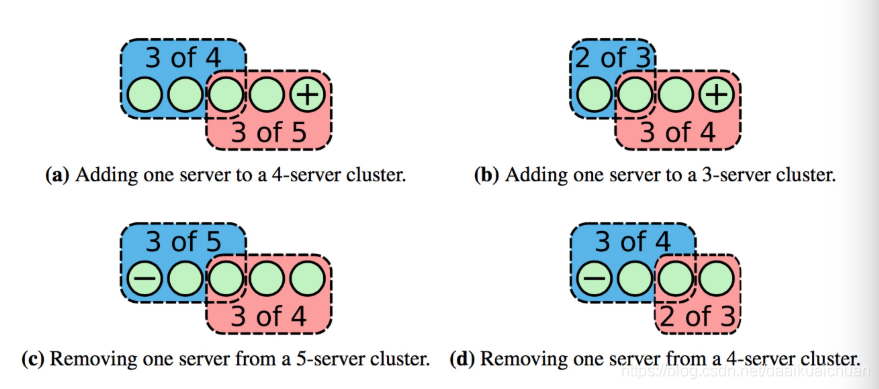 3 of 4
2 of 3
+
+
3 of 5
3 of 4
(a) Adding one server to a 4-server cluster.
(b) Adding one server to a 3-server cluster.
3 of 5
3 of 4
−
−
3 of 4
2 of 3
(c) Removing one server from a 5-server cluster.
(d) Removing one server from a 4-server cluster.
https://blog.csdn.net/daaikuaichuan